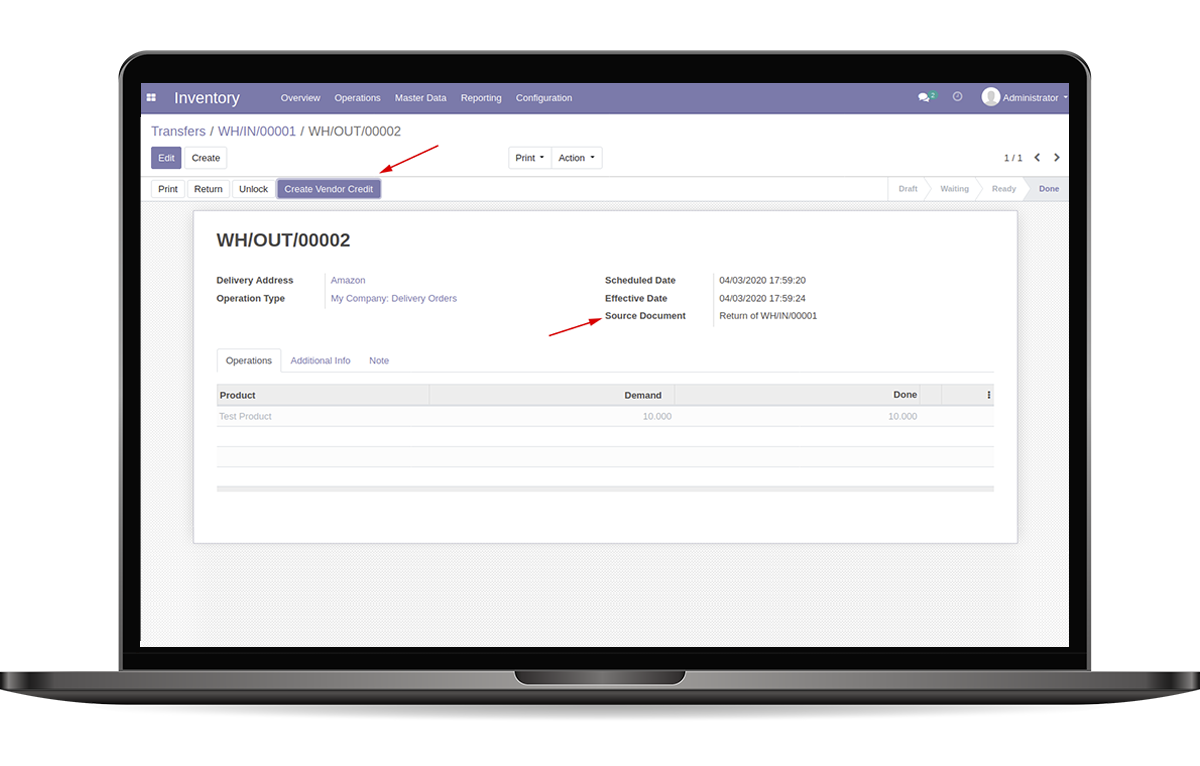 Inventory Overview Operations Master Data Reporting Configuration 2 Administrator
Transfers / WH/IN/00001 / WH/OUT/00002
Edit Create Print Action 1 / 1
Print Return Unlock Create Vendor Credit Draft Waiting Ready Done
WH/OUT/00002
Delivery Address Amazon Scheduled Date 04/03/2020 17:59:20
Operation Type My Company: Delivery Orders Effective Date 04/03/2020 17:59:24
Source Document Return of WH/IN/00001
Operations Additional Info Note
Product Demand Done
Test Product 10.000 10.000